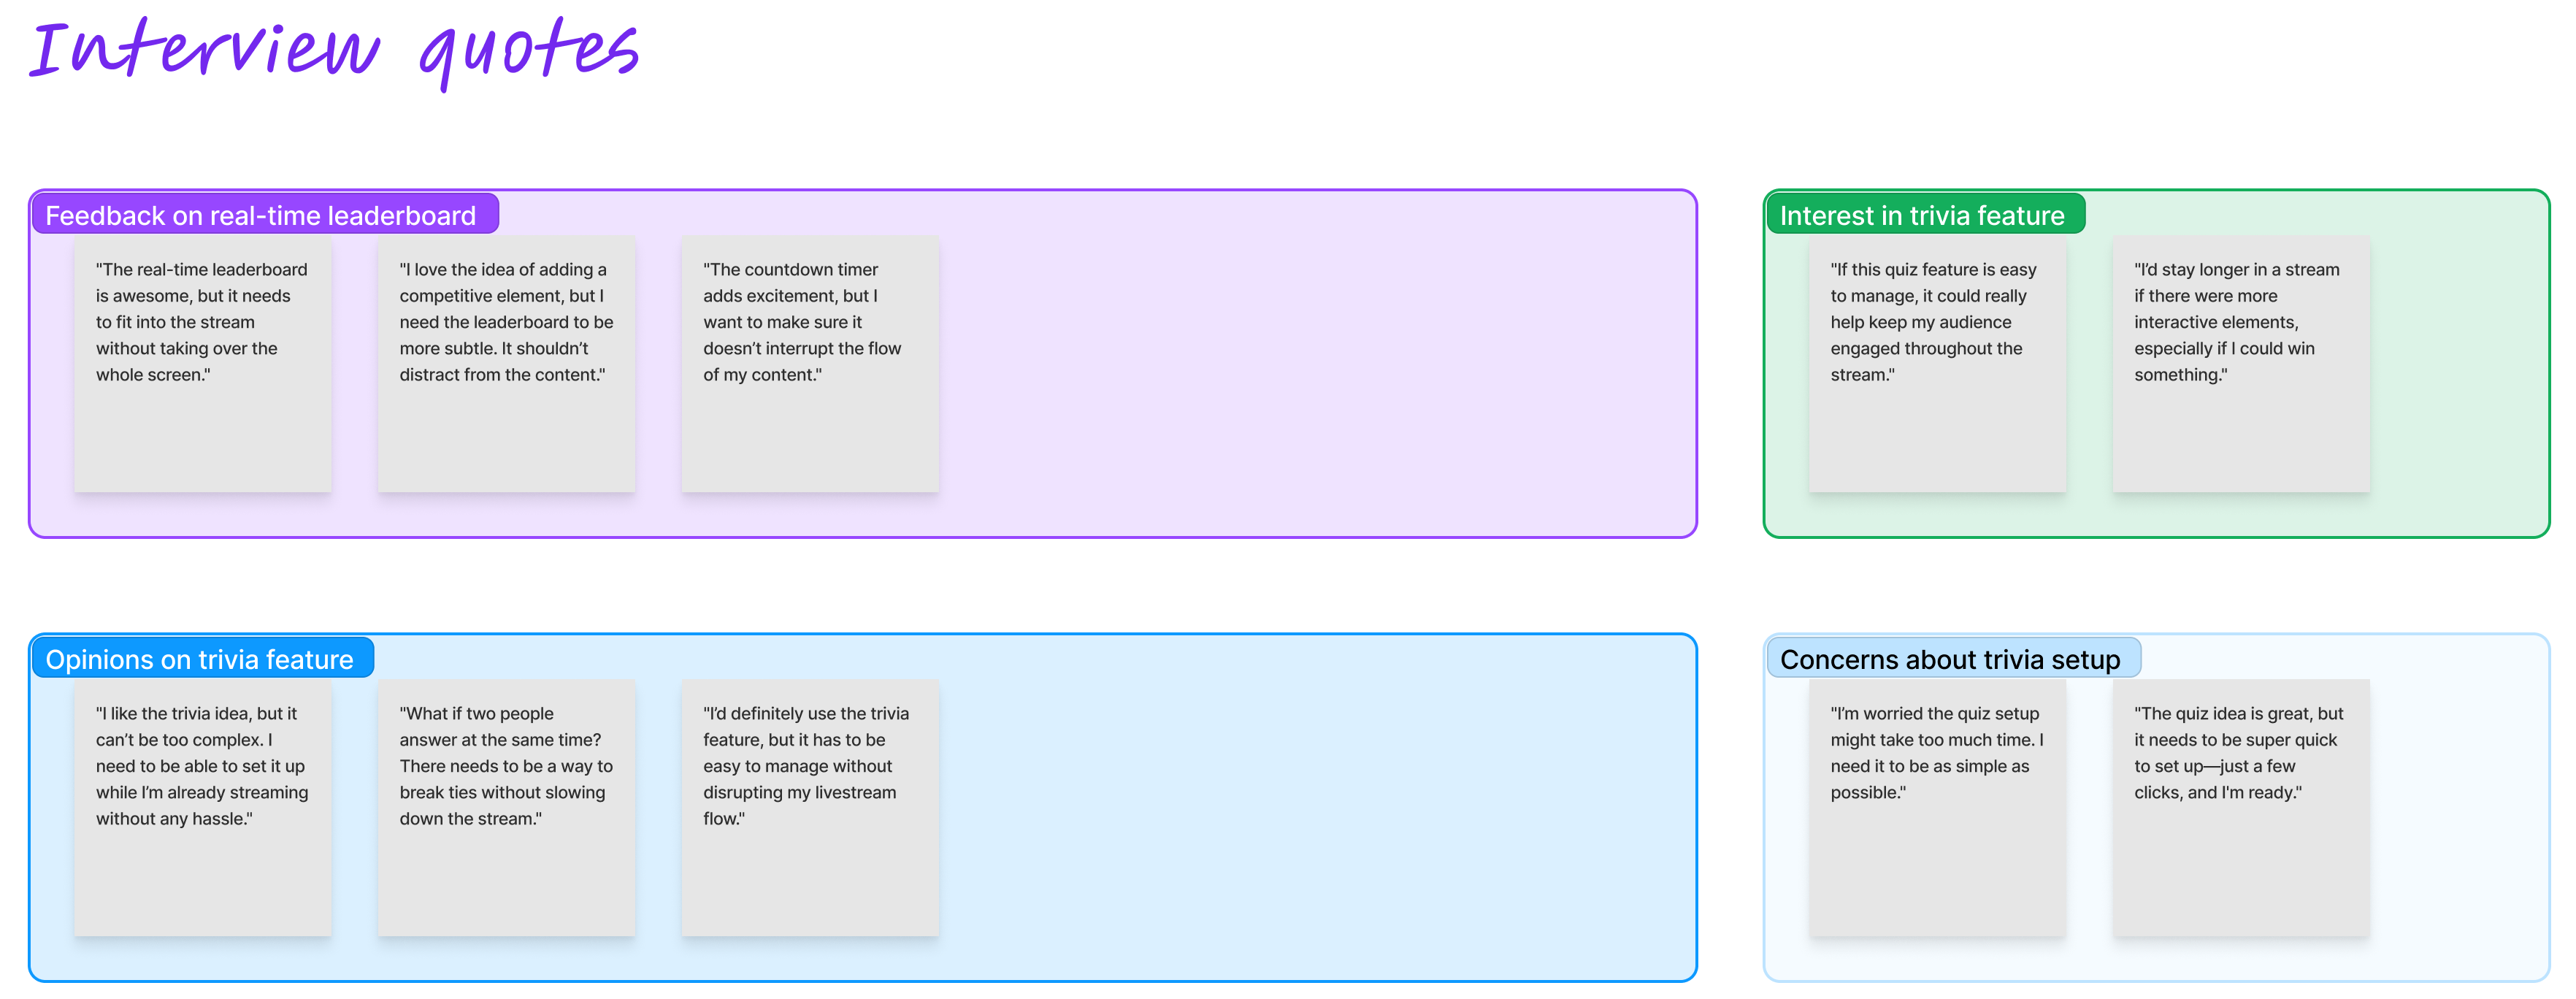 Interview quotes
Feedback on real-time leaderboard
"The real-time leaderboard
is awesome, but it needs
to fit into the stream
without taking over the
whole screen."
"I love the idea of adding a
competitive element, but I
need the leaderboard to be
more subtle. It shouldn’t
distract from the content."
"The countdown timer
adds excitement, but I
want to make sure it
doesn’t interrupt the flow
of my content."
Interest in trivia feature
"If this quiz feature is easy
to manage, it could really
help keep my audience
engaged throughout the
stream."
"I’d stay longer in a stream
if there were more
interactive elements,
especially if I could win
something."
Opinions on trivia feature
"I like the trivia idea, but it
can’t be too complex. I
need to be able to set it up
while I’m already streaming
without any hassle."
"What if two people
answer at the same time?
There needs to be a way to
break ties without slowing
down the stream."
"I’d definitely use the trivia
feature, but it has to be
easy to manage without
disrupting my livestream
flow."
Concerns about trivia setup
"I’m worried the quiz setup
might take too much time. I
need it to be as simple as
possible."
"The quiz idea is great, but
it needs to be super quick
to set up—just a few
clicks, and I'm ready."